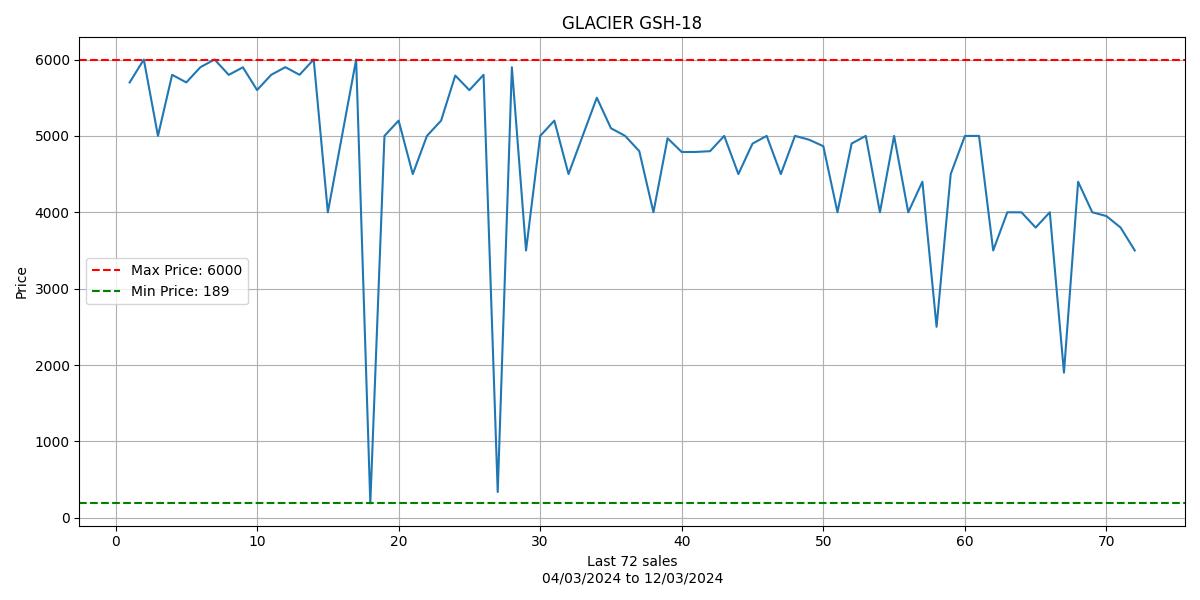 GLACIER GSH-18
6000
5000
4000
3000
2000
1000
0
Price
Max Price: 6000
Min Price: 189
0 10 20 30 40 50 60 70
Last 72 sales
04/03/2024 to 12/03/2024